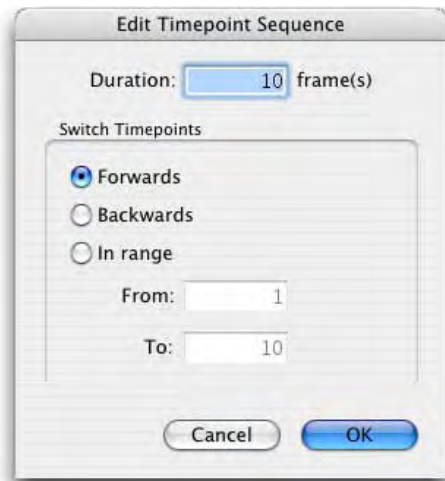 Edit Timepoint Sequence
Duration: 10 frame(s)
Switch Timepoints
Forwards
Backwards
In range
From: 1
To: 10
Cancel OK